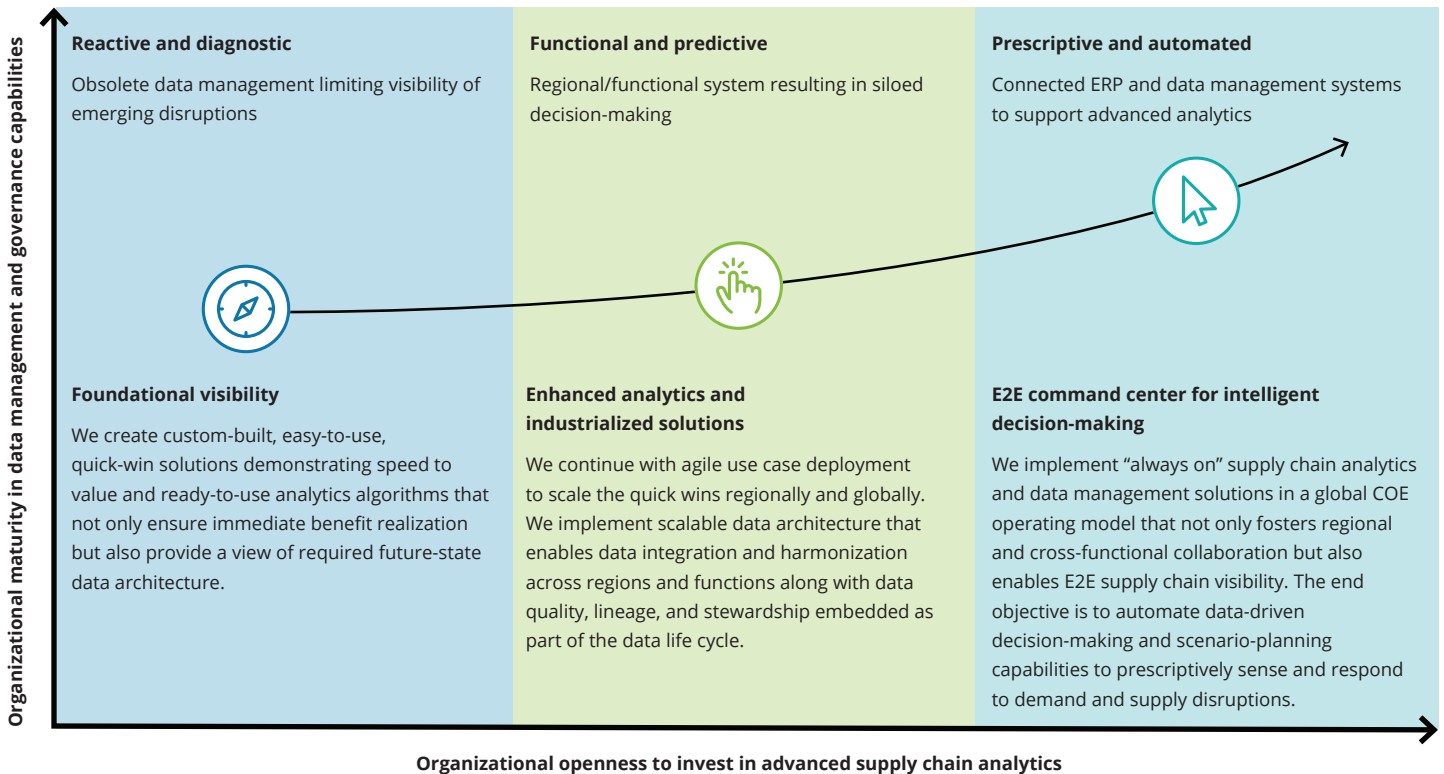 Organizational maturity in data management and governance capabilities
Reactive and diagnostic
Obsolete data management limiting visibility of
emerging disruptions
Functional and predictive
Regional/functional system resulting in siloed
decision-making
Prescriptive and automated
Connected ERP and data management systems
to support advanced analytics
Foundational visibility
We create custom-built, easy-to-use,
quick-win solutions demonstrating speed to
value and ready-to-use analytics algorithms that
not only ensure immediate benefit realization
but also provide a view of required future-state
data architecture.
Enhanced analytics and
industrialized solutions
We continue with agile use case deployment
to scale the quick wins regionally and globally.
We implement scalable data architecture that
enables data integration and harmonization
across regions and functions along with data
quality, lineage, and stewardship embedded as
part of the data life cycle.
E2E command center for intelligent
decision-making
We implement “always on” supply chain analytics
and data management solutions in a global COE
operating model that not only fosters regional
and cross-functional collaboration but also
enables E2E supply chain visibility. The end
objective is to automate data-driven
decision-making and scenario-planning
capabilities to prescriptively sense and respond
to demand and supply disruptions.
Organizational openness to invest in advanced supply chain analytics